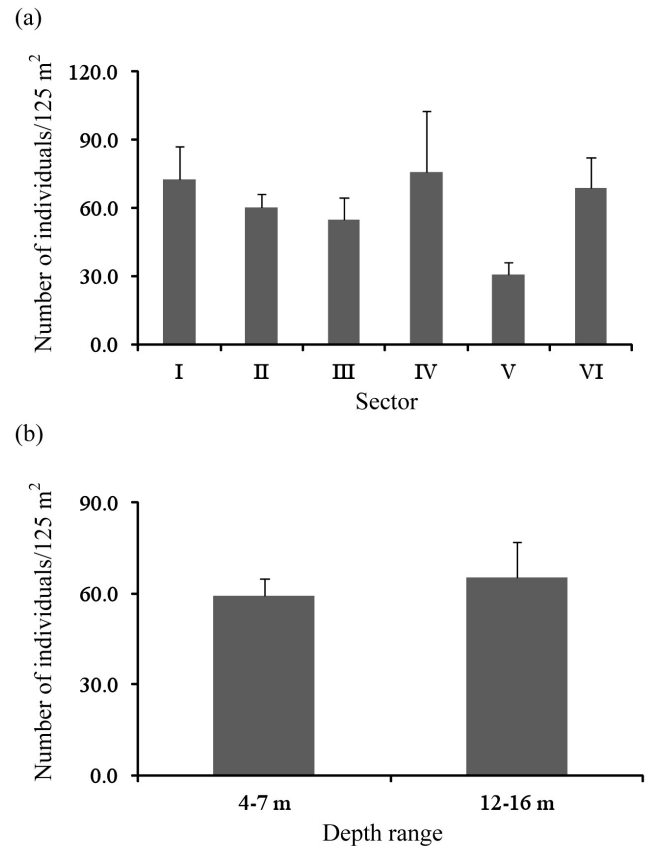 (a)
Number of individuals/125 m²
120.0
90.0
60.0
30.0
0.0
I II III IV V VI
Sector
(b)
Number of individuals/125 m²
90.0
60.0
30.0
0.0
4-7 m 12-16 m
Depth range